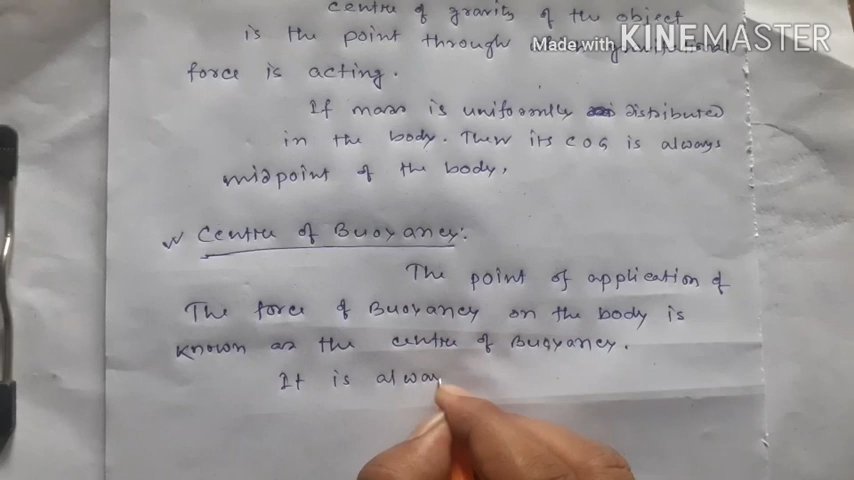 centre of gravity of the object
is the point through
Made with KINEMASTER
force is acting.
If mass is uniformly distributed
in the body. Then its COG is always
midpoint of the body.
Centre of Buoyancy:
The point of application of
The force of Buoyancy on the body is
known as the centre of Buoyancy.
It is alway